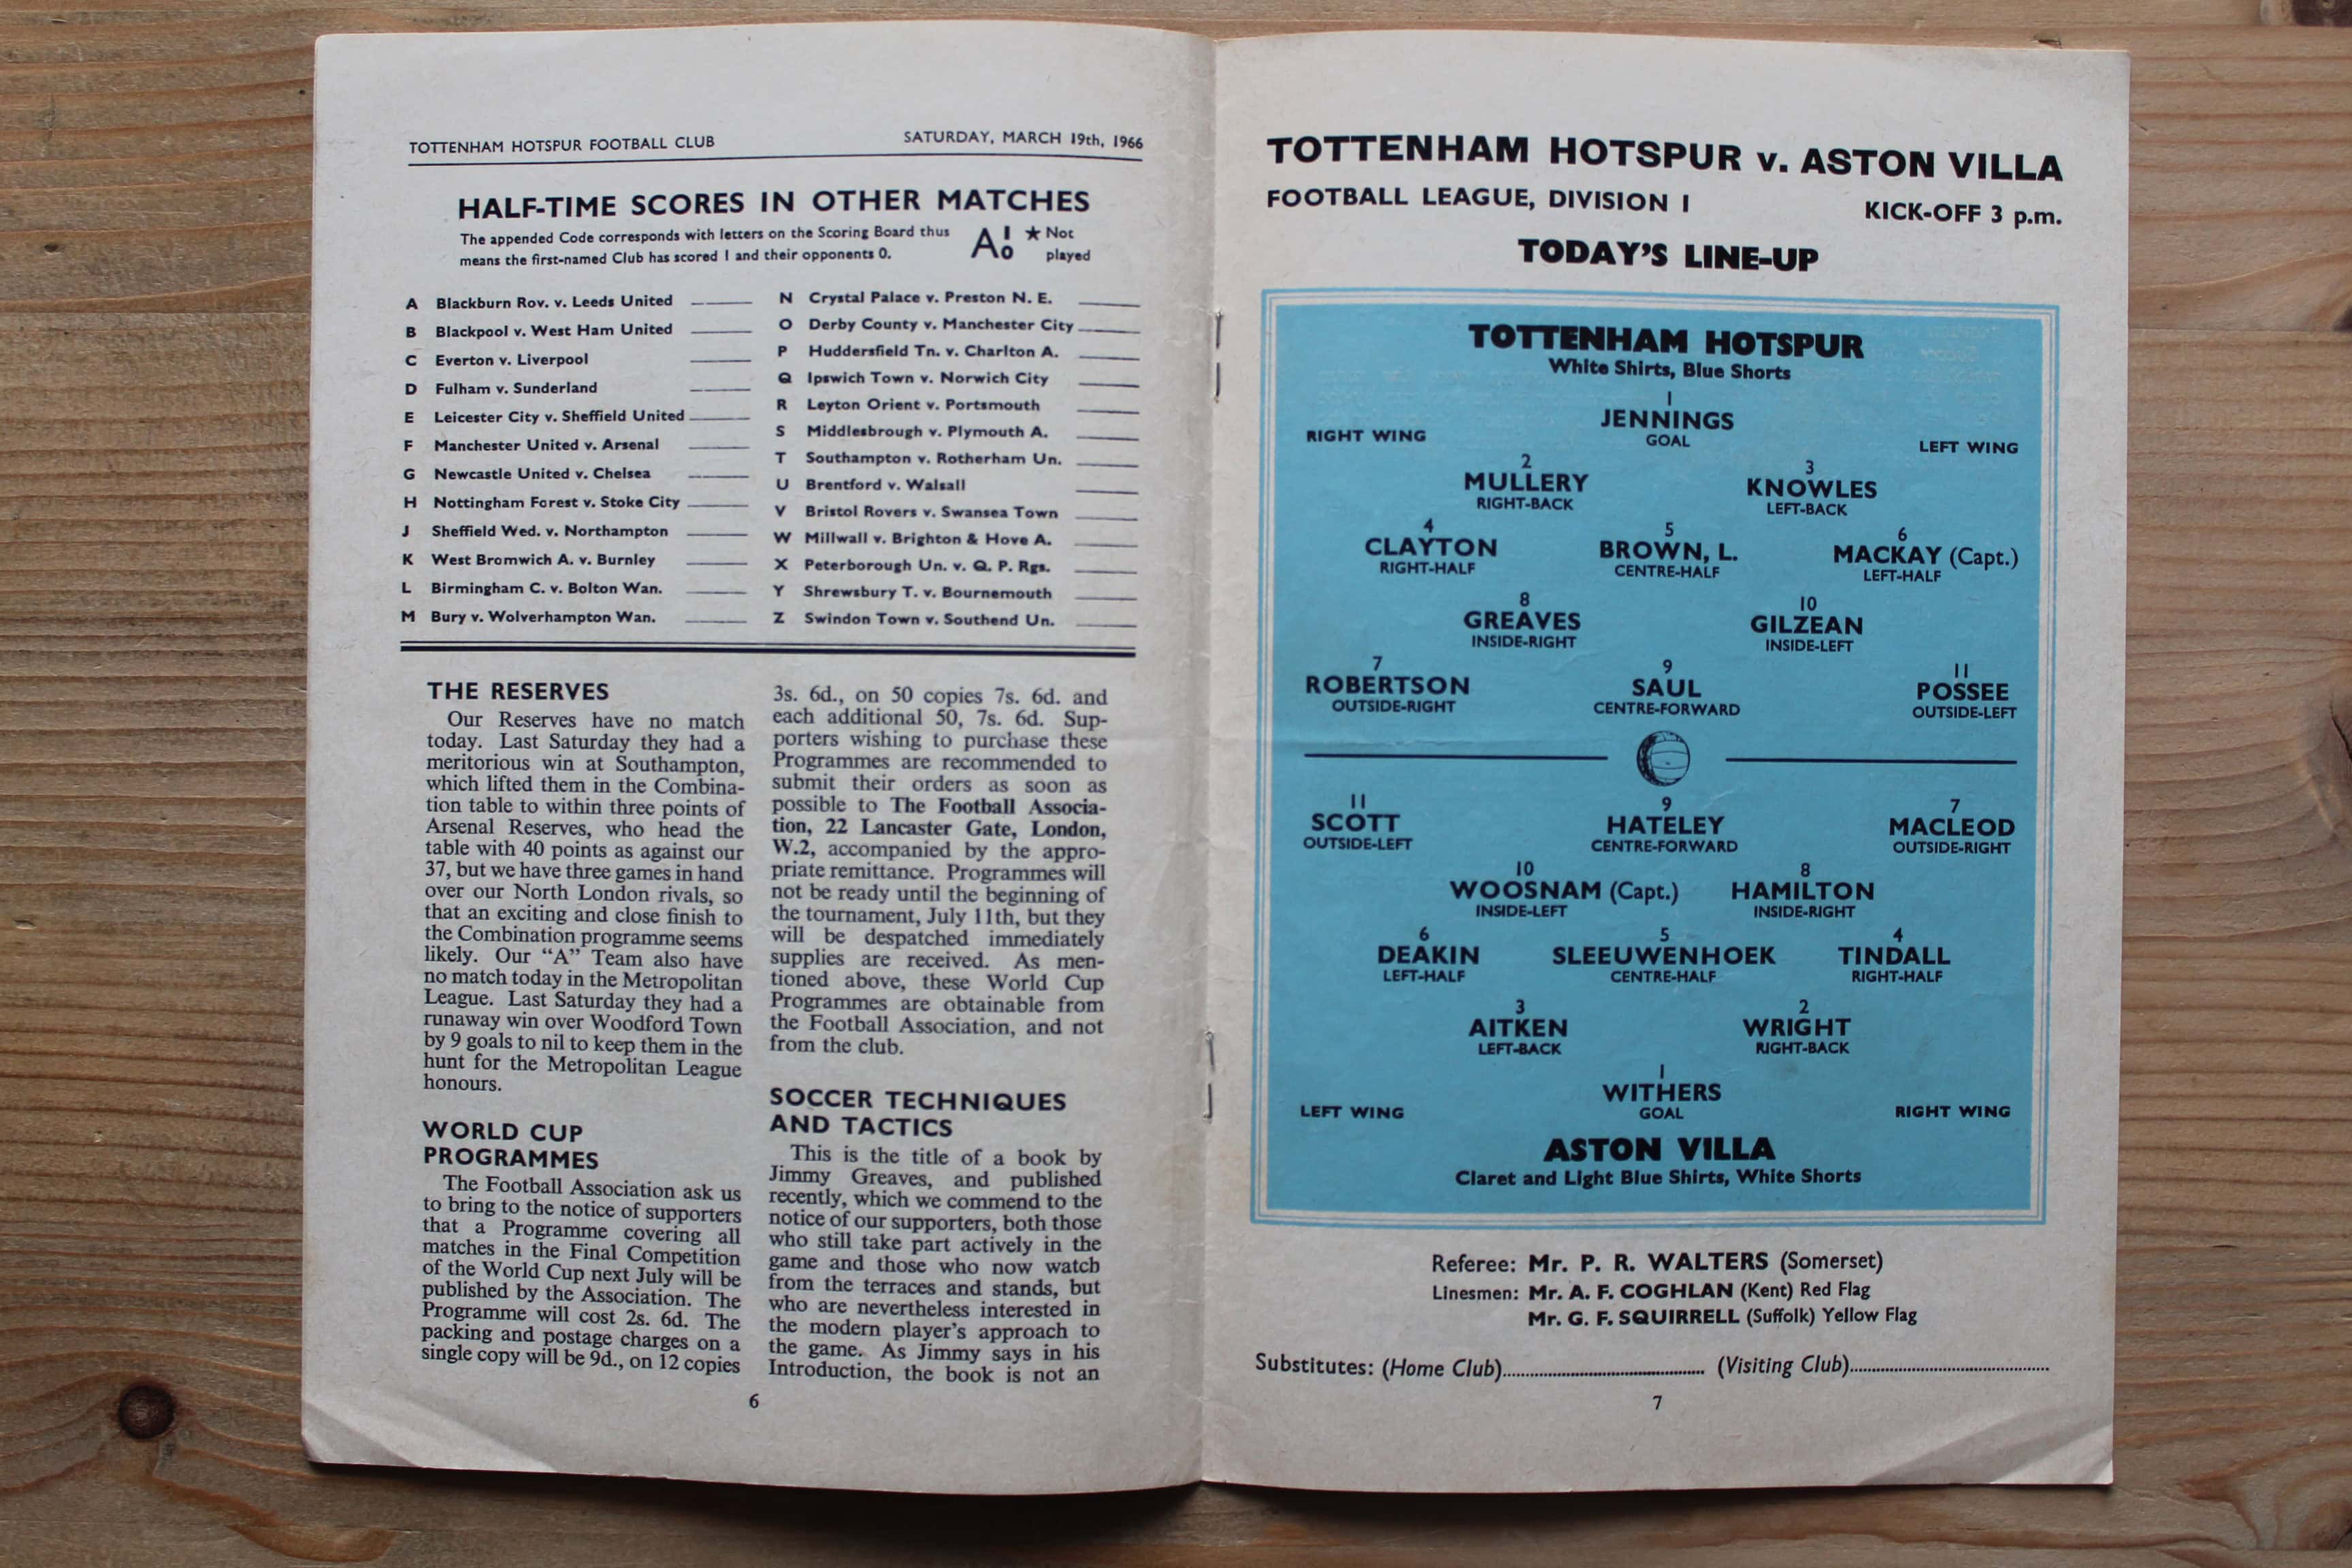 TOTTENHAM HOTSPUR FOOTBALL CLUB
SATURDAY, MARCH 19th, 1966
HALF-TIME SCORES IN OTHER MATCHES
The appended Code corresponds with letters on the Scoring Board thus
means the first-named Club has scored 1 and their opponents 0.
A 1 0
★ Not played
A Blackburn Rov. v. Leeds United
B Blackpool v. West Ham United
C Everton v. Liverpool
D Fulham v. Sunderland
E Leicester City v. Sheffield United
F Manchester United v. Arsenal
G Newcastle United v. Chelsea
H Nottingham Forest v. Stoke City
J Sheffield Wed. v. Northampton
K West Bromwich A. v. Burnley
L Birmingham C. v. Bolton Wan.
M Bury v. Wolverhampton Wan.
N Crystal Palace v. Preston N. E.
O Derby County v. Manchester City
P Huddersfield Tn. v. Charlton A.
Q Ipswich Town v. Norwich City
R Leyton Orient v. Portsmouth
S Middlesbrough v. Plymouth A.
T Southampton v. Rotherham Un.
U Brentford v. Walsall
V Bristol Rovers v. Swansea Town
W Millwall v. Brighton & Hove A.
X Peterborough Un. v. Q. P. Rgs.
Y Shrewsbury T. v. Bournemouth
Z Swindon Town v. Southend Un.
THE RESERVES
Our Reserves have no match
today. Last Saturday they had a
meritorious win at Southampton,
which lifted them in the Combina-
tion table to within three points of
Arsenal Reserves, who head the
table with 40 points as against our
37, but we have three games in hand
over our North London rivals, so
that an exciting and close finish to
the Combination programme seems
likely. Our "A" Team also have
no match today in the Metropolitan
League. Last Saturday they had a
runaway win over Woodford Town
by 9 goals to nil to keep them in the
hunt for the Metropolitan League
honours.
WORLD CUP
PROGRAMMES
The Football Association ask us
to bring to the notice of supporters
that a Programme covering all
matches in the Final Competition
of the World Cup next July will be
published by the Association. The
Programme will cost 2s. 6d. The
packing and postage charges on a
single copy will be 9d., on 12 copies
3s. 6d., on 50 copies 7s. 6d. and
each additional 50, 7s. 6d. Sup-
porters wishing to purchase these
Programmes are recommended to
submit their orders as soon as
possible to The Football Associa-
tion, 22 Lancaster Gate, London,
W.2, accompanied by the appro-
priate remittance. Programmes will
not be ready until the beginning of
the tournament, July 11th, but they
will be despatched immediately
supplies are received. As men-
tioned above, these World Cup
Programmes are obtainable from
the Football Association, and not
from the club.
SOCCER TECHNIQUES
AND TACTICS
This is the title of a book by
Jimmy Greaves, and published
recently, which we commend to the
notice of our supporters, both those
who still take part actively in the
game and those who now watch
from the terraces and stands, but
who are nevertheless interested in
the modern player's approach to
the game. As Jimmy says in his
Introduction, the book is not an
6
TOTTENHAM HOTSPUR v. ASTON VILLA
FOOTBALL LEAGUE, DIVISION 1
KICK-OFF 3 p.m.
TODAY'S LINE-UP
TOTTENHAM HOTSPUR
White Shirts, Blue Shorts
1
JENNINGS
GOAL
RIGHT WING
LEFT WING
2 3
MULLERY KNOWLES
RIGHT-BACK LEFT-BACK
4 5 6
CLAYTON BROWN, L. MACKAY (Capt.)
RIGHT-HALF CENTRE-HALF LEFT-HALF
8 10
GREAVES GILZEAN
INSIDE-RIGHT INSIDE-LEFT
7 9 11
ROBERTSON SAUL POSSEE
OUTSIDE-RIGHT CENTRE-FORWARD OUTSIDE-LEFT
11 9 7
SCOTT HATELEY MACLEOD
OUTSIDE-LEFT CENTRE-FORWARD OUTSIDE-RIGHT
10 8
WOOSNAM (Capt.) HAMILTON
INSIDE-LEFT INSIDE-RIGHT
6 5 4
DEAKIN SLEEUWENHOEK TINDALL
LEFT-HALF CENTRE-HALF RIGHT-HALF
3 2
AITKEN WRIGHT
LEFT-BACK RIGHT-BACK
1
WITHERS
GOAL
LEFT WING
RIGHT WING
ASTON VILLA
Claret and Light Blue Shirts, White Shorts
Referee: Mr. P. R. WALTERS (Somerset)
Linesmen: Mr. A. F. COGHLAN (Kent) Red Flag
Mr. G. F. SQUIRRELL (Suffolk) Yellow Flag
Substitutes: (Home Club).......... (Visiting Club)..........
7